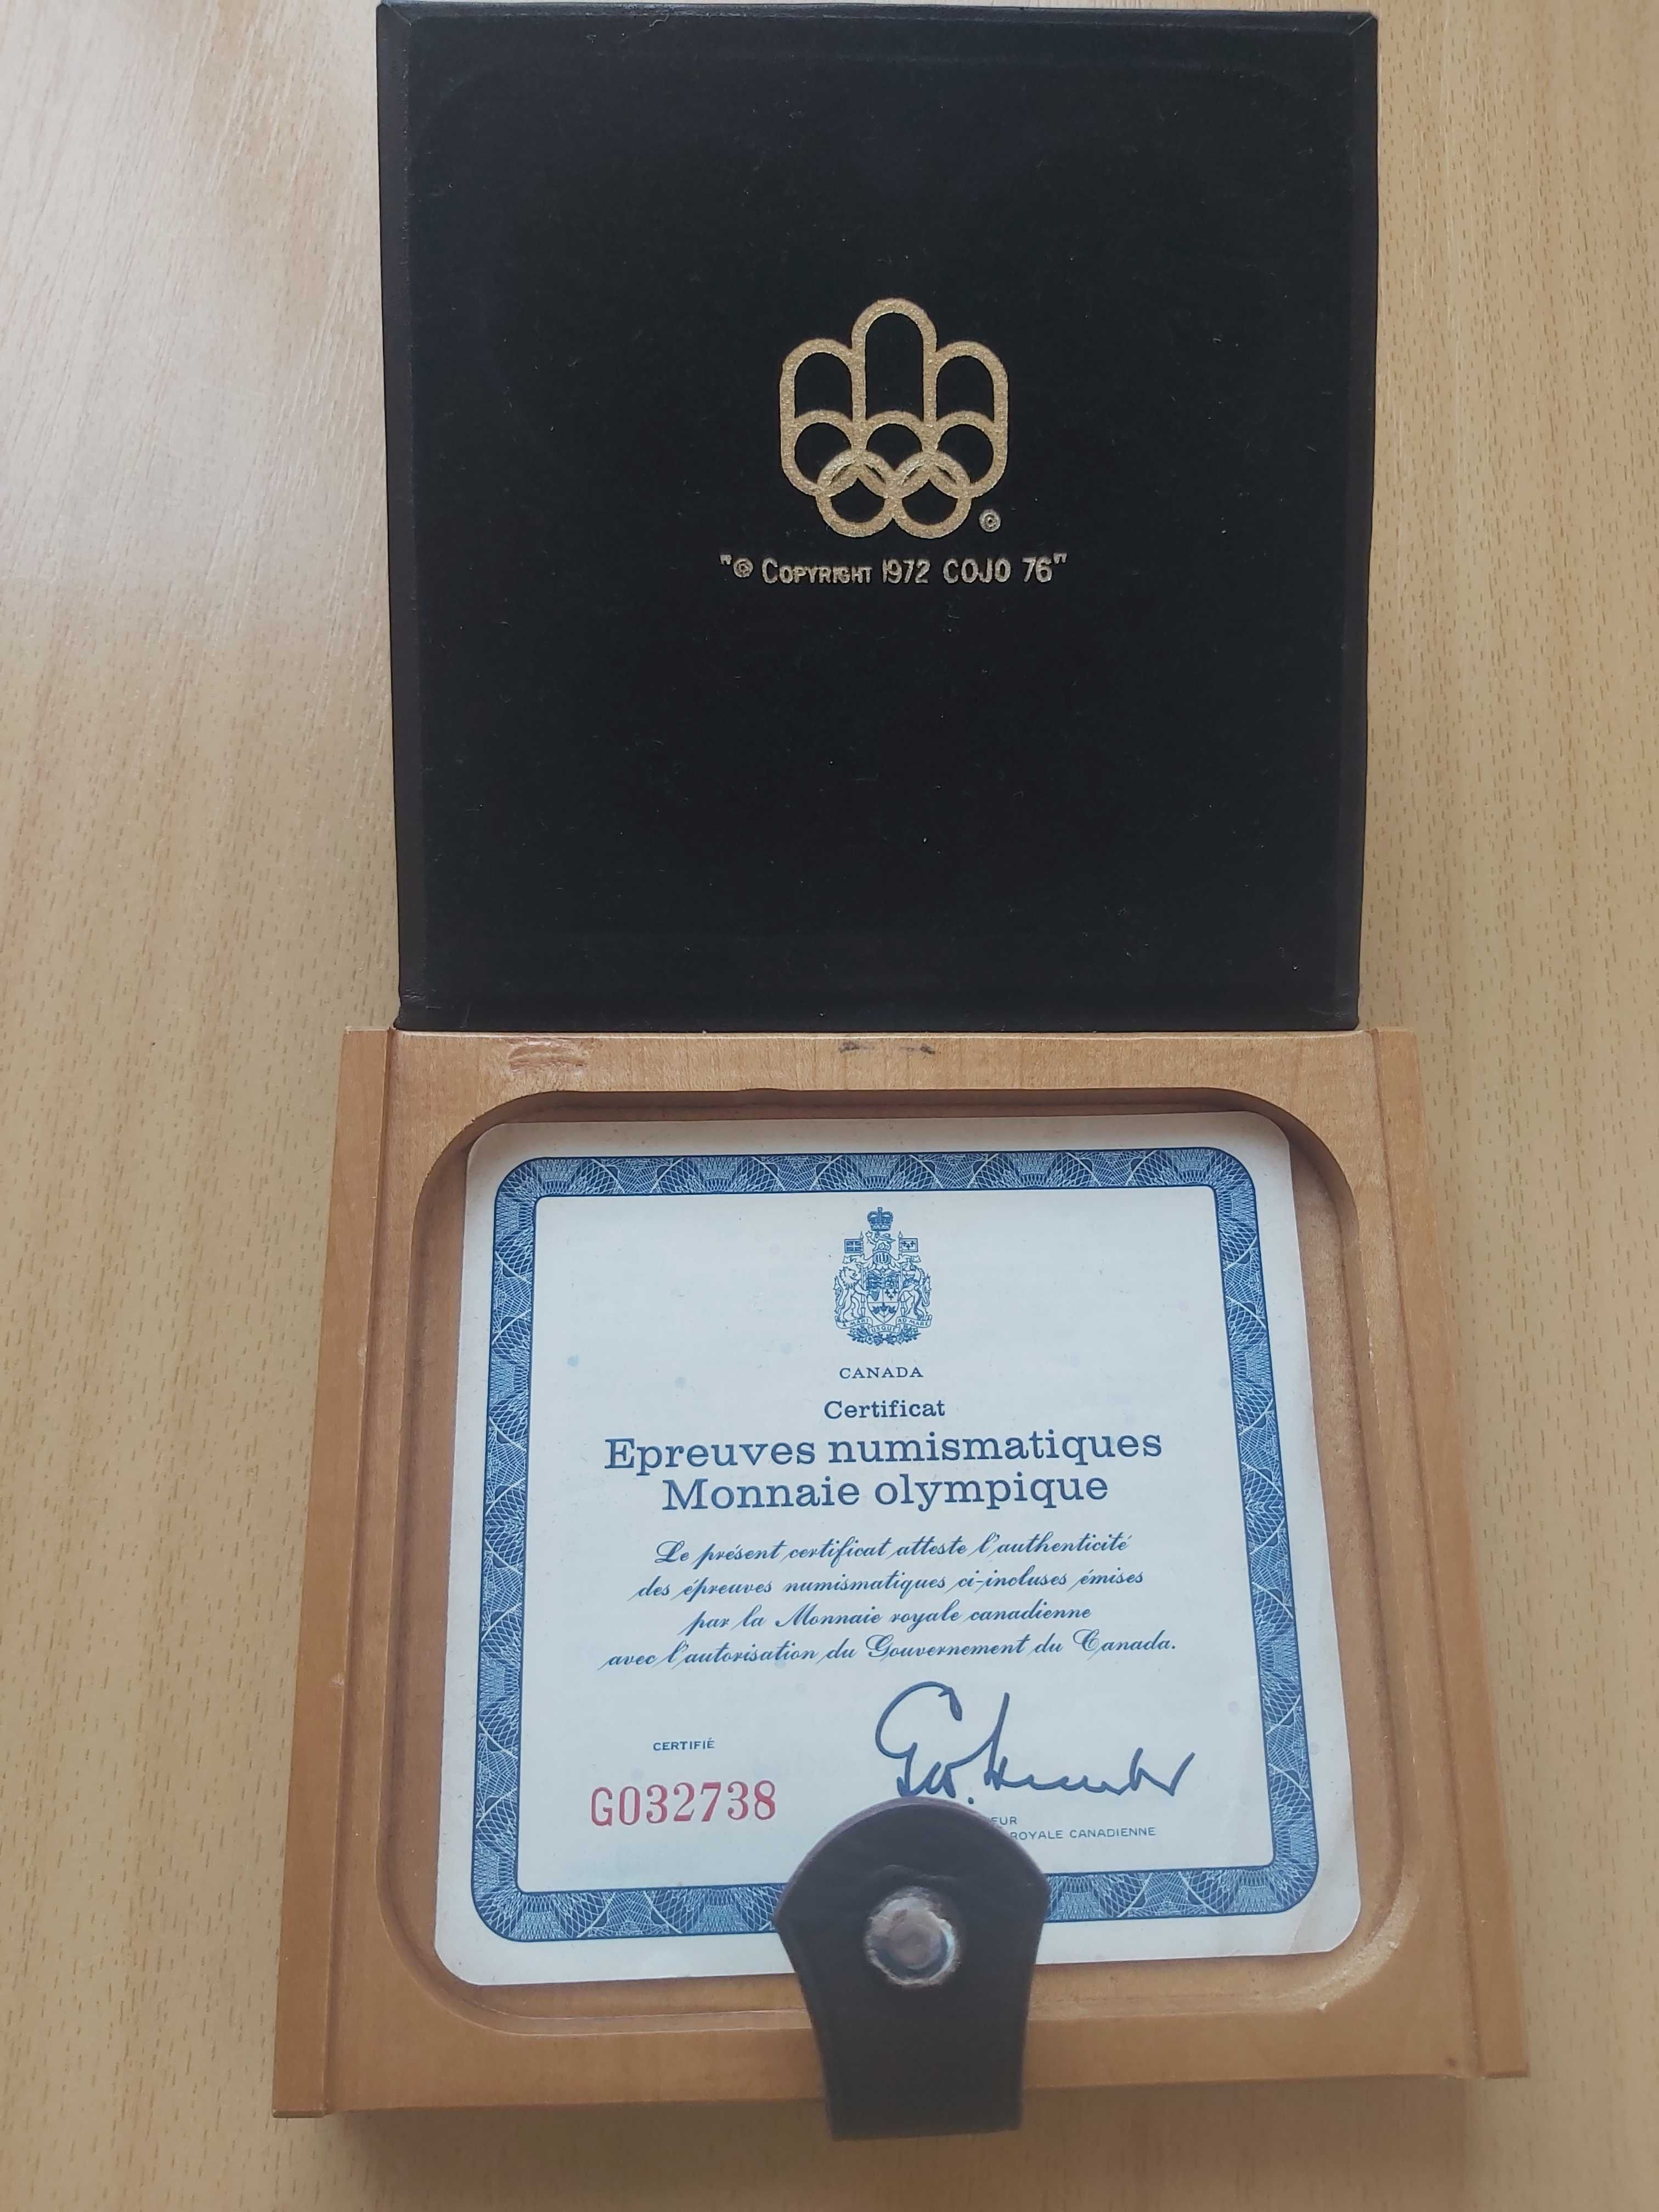 ®
"© COPYRIGHT 1972 COJO 76"
CANADA
Certificat
Epreuves numismatiques
Monnaie olympique
Le présent certificat atteste l'authenticité
des épreuves numismatiques ci-incluses émises
par la Monnaie royale canadienne
avec l'autorisation du Gouvernement du Canada.
CERTIFIÉ
G032738
ROYALE CANADIENNE